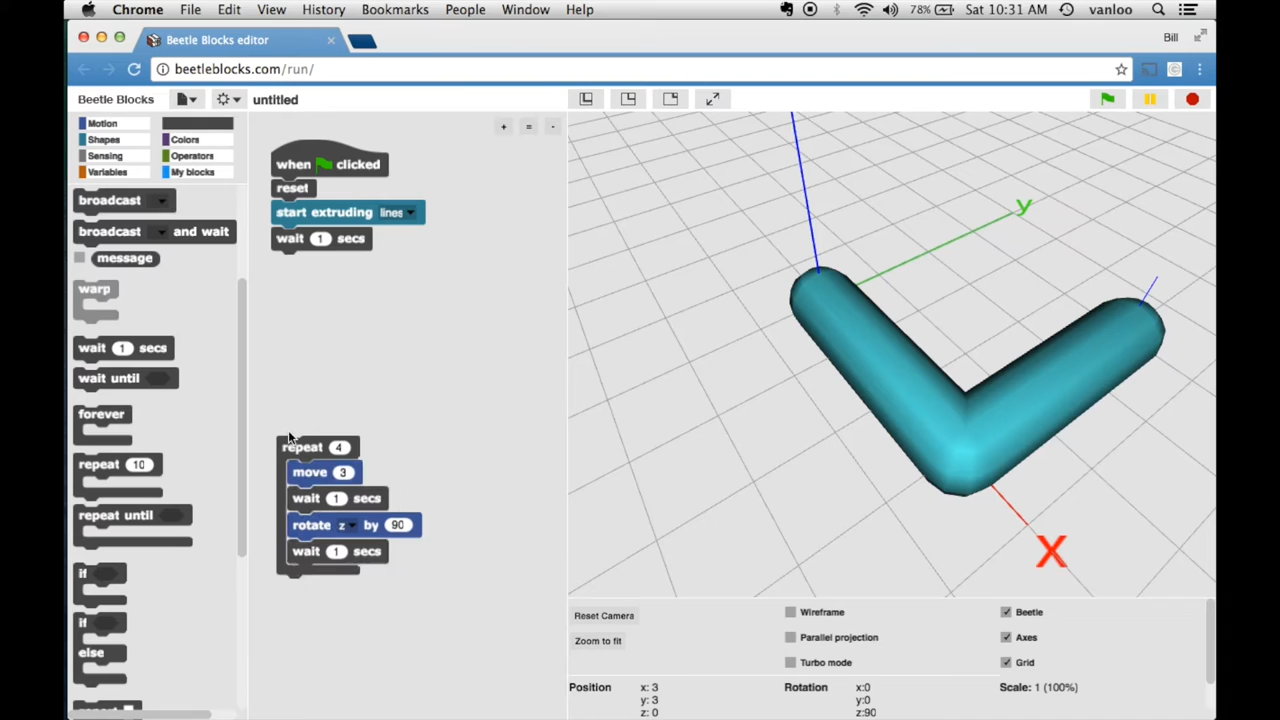 Chrome File Edit View History Bookmarks People Window Help 78% Sat 10:31 AM vanloo
Beetle Blocks editor Bill
beetleblocks.com/run/
Beetle Blocks untitled
Motion
Shapes Colors
Sensing Operators
Variables My blocks
broadcast
broadcast and wait
message
warp
wait 1 secs
wait until
forever
repeat 10
repeat until
if
if
else
repeat
+ = -
when clicked
reset
start extruding lines
wait 1 secs
repeat 4
move 3
wait 1 secs
rotate z by 90
wait 1 secs
y
X
Reset Camera Wireframe Beetle
Zoom to fit Parallel projection Axes
Turbo mode Grid
Position x: 3 Rotation x:0 Scale: 1 (100%)
y: 3 y:0
z: 0 z:90